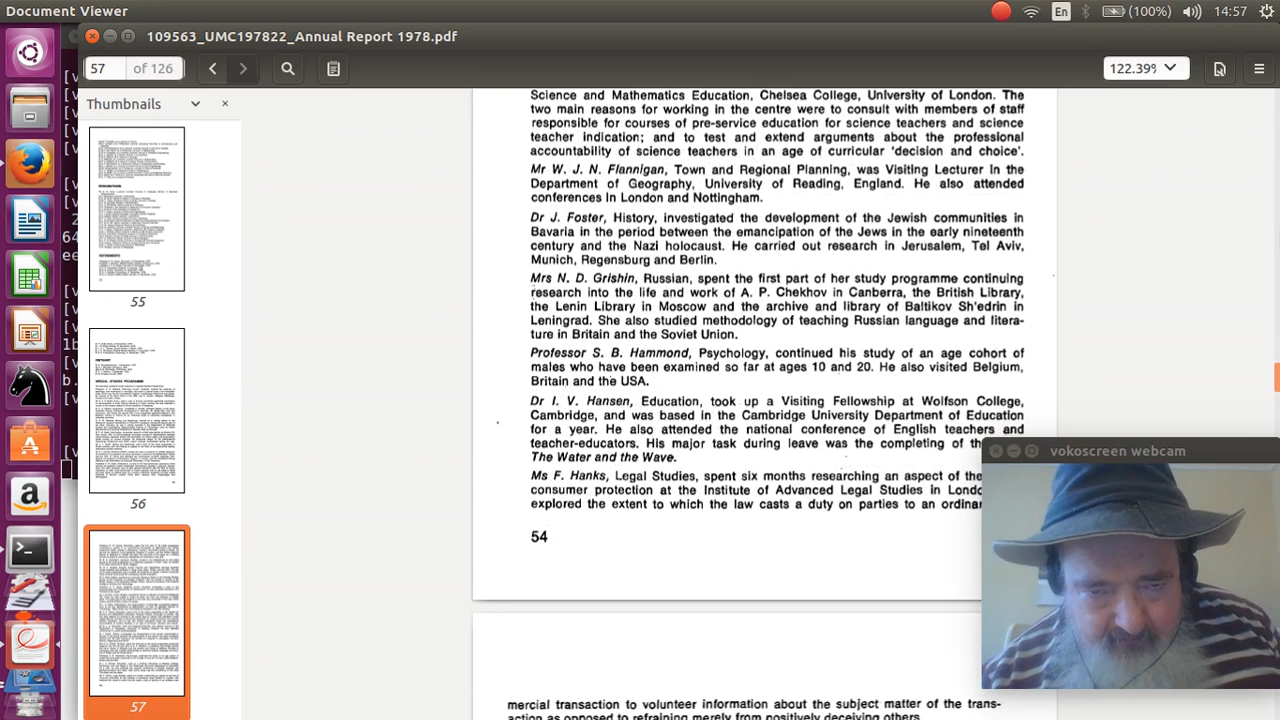 Document Viewer
En
(100%)
14:57
109563_UMC197822_Annual Report 1978.pdf
57
of 126
122.39%
Thumbnails
55
56
57
Science and Mathematics Education, Chelsea College, University of London. The
two main reasons for working in the centre were to consult with members of staff
responsible for courses of pre-service education for science teachers and science
teacher indication; and to test and extend arguments about the professional
accountability of science teachers in an age of curricular 'decision and choice'.
Mr W. J. N. Flannigan, Town and Regional Planning, was Visiting Lecturer in the
Department of Geography, University of Reading, England. He also attended
conferences in London and Nottingham.
Dr J. Foster, History, investigated the development of the Jewish communities in
Bavaria in the period between the emancipation of the Jews in the early nineteenth
century and the Nazi holocaust. He carried out research in Jerusalem, Tel Aviv,
Munich, Regensburg and Berlin.
Mrs N. D. Grishin, Russian, spent the first part of her study programme continuing
research into the life and work of A. P. Chekhov in Canberra, the British Library,
the Lenin Library in Moscow and the archive and library of Baltikov Sh'edrin in
Leningrad. She also studied methodology of teaching Russian language and litera-
ture in Britain and the Soviet Union.
Professor S. B. Hammond, Psychology, continued his study of an age cohort of
males who have been examined so far at ages 10 and 20. He also visited Belgium,
Britain and the USA.
Dr I. V. Hansen, Education, took up a Visiting Fellowship at Wolfson College,
Cambridge, and was based in the Cambridge University Department of Education
for a year. He also attended the national conference of English teachers and
teacher-educators. His major task during leave was the completing of
The Water and the Wave.
Ms F. Hanks, Legal Studies, spent six months researching an aspect of the
consumer protection at the Institute of Advanced Legal Studies in
explored the extent to which the law casts a duty on parties to an
54
mercial transaction to volunteer information about the subject matter of the trans-
action as opposed to refraining merely from positively deceiving others.
vokoscreen webcam